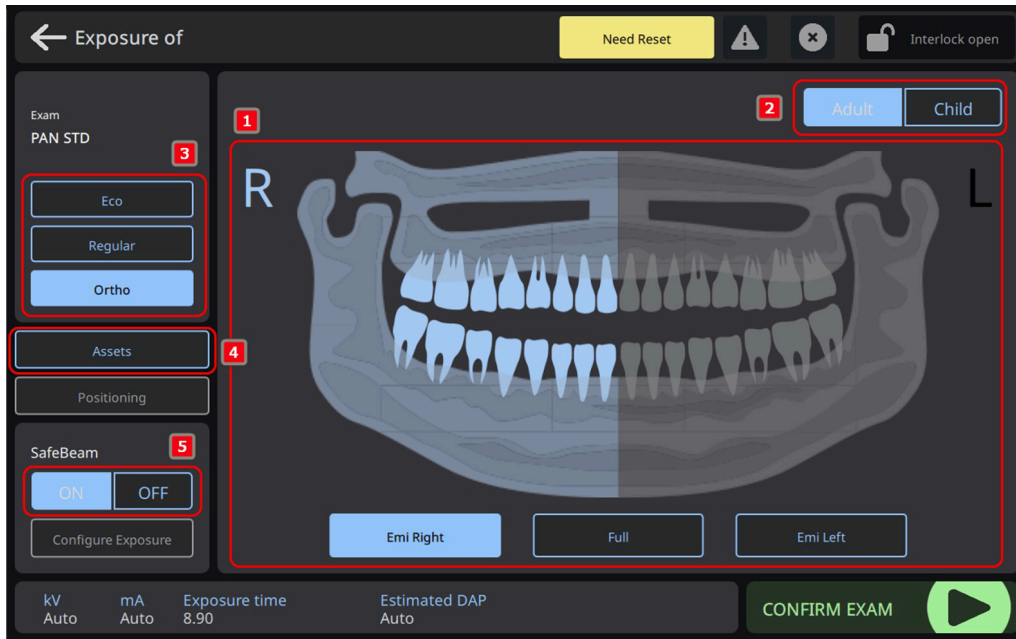 Exposure of
Need Reset
Interlock open
Exam
PAN STD
3
Eco
Regular
Ortho
Assets
4
Positioning
SafeBeam
5
ON
OFF
Configure Exposure
1
2
Adult
Child
R
L
Emi Right
Full
Emi Left
kV
Auto
mA
Auto
Exposure time
8.90
Estimated DAP
Auto
CONFIRM EXAM